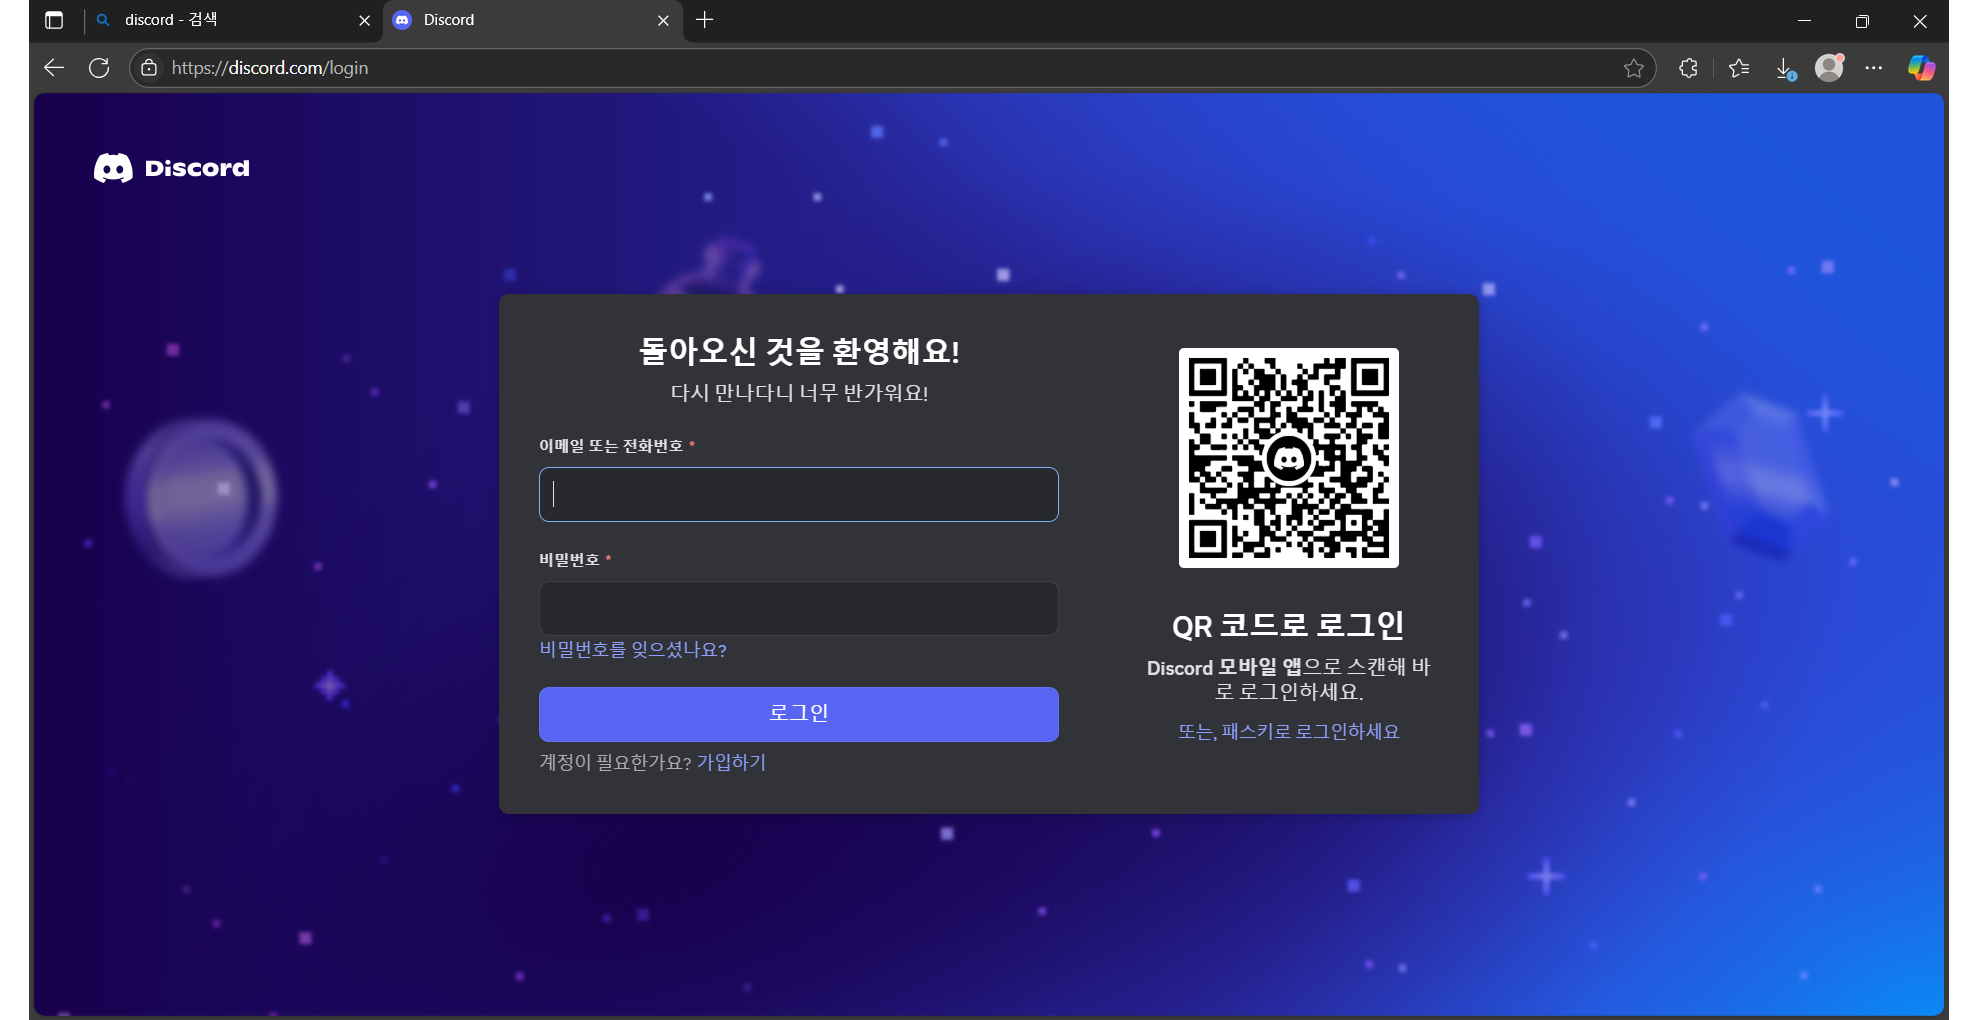 discord - 검색
Discord
https://discord.com/login
Discord
돌아오신 것을 환영해요!
다시 만나다니 너무 반가워요!
이메일 또는 전화번호 *
비밀번호 *
비밀번호를 잊으셨나요?
로그인
계정이 필요한가요? 가입하기
QR 코드로 로그인
Discord 모바일 앱으로 스캔해 바
로 로그인하세요.
또는, 패스키로 로그인하세요